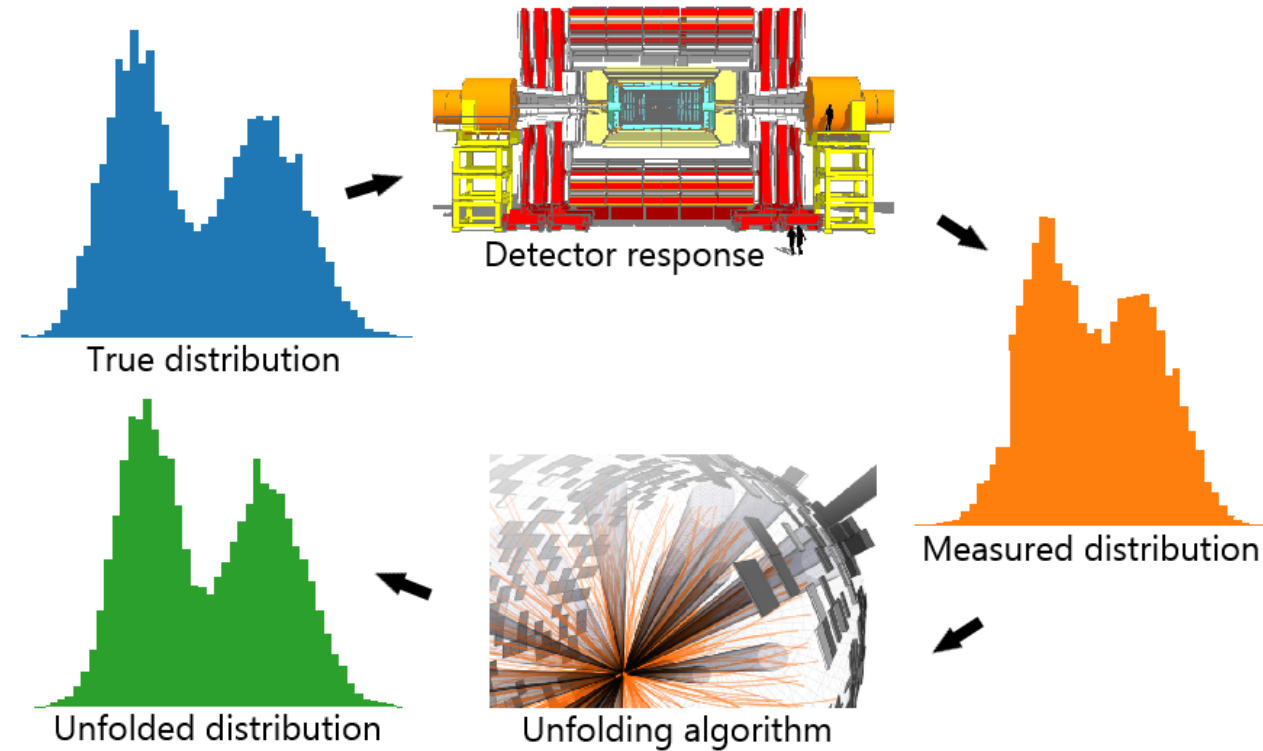 True distribution
Detector response
Measured distribution
Unfolding algorithm
Unfolded distribution